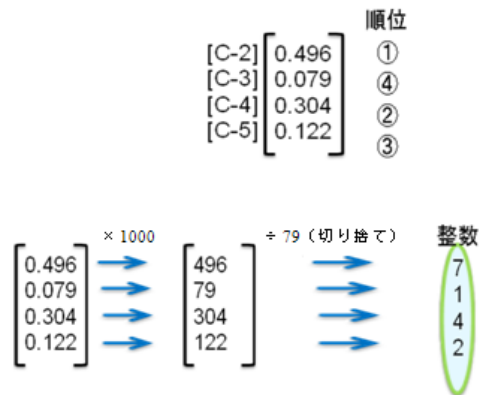 順位
[C-2] 0.496 ①
[C-3] 0.079 ④
[C-4] 0.304 ②
[C-5] 0.122 ③
× 1000 ÷ 79（切り捨て） 整数
0.496 496 7
0.079 79 1
0.304 304 4
0.122 122 2